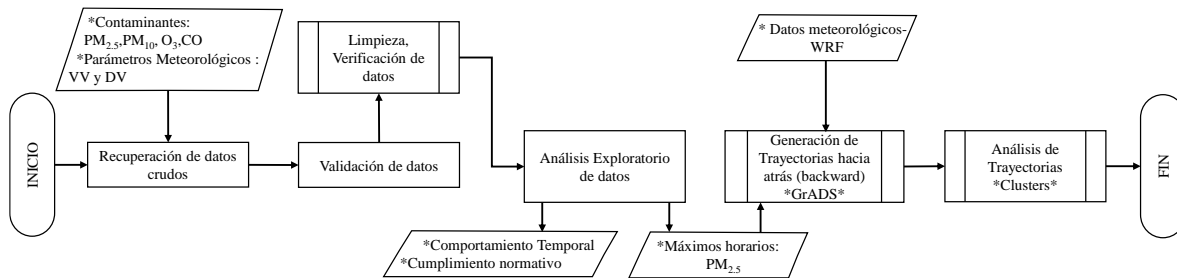 INICIO
*Contaminantes:
PM2.5,PM10, O3,CO
*Parámetros Meteorológicos :
VV y DV
Recuperación de datos
crudos
Validación de datos
Limpieza,
Verificación de
datos
Análisis Exploratorio
de datos
*Comportamiento Temporal
*Cumplimiento normativo
*Máximos horarios:
PM2.5
* Datos meteorológicos-
WRF
Generación de
Trayectorias hacia
atrás (backward)
*GrADS*
Análisis de
Trayectorias
*Clusters*
FIN